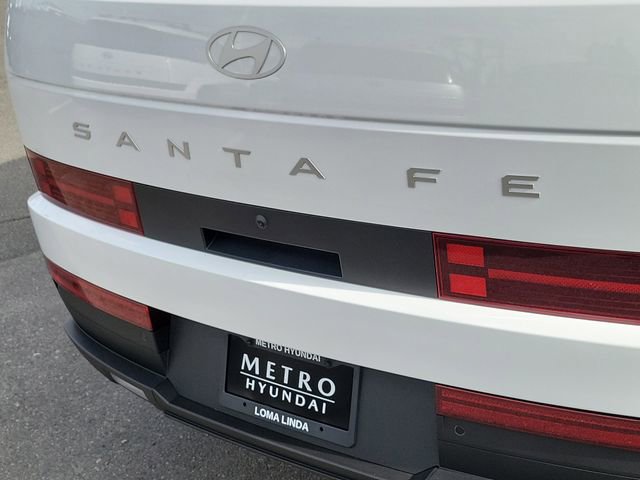 SANTA FE
METRO HYUNDAI
METRO
HYUNDAI
LOMA LINDA